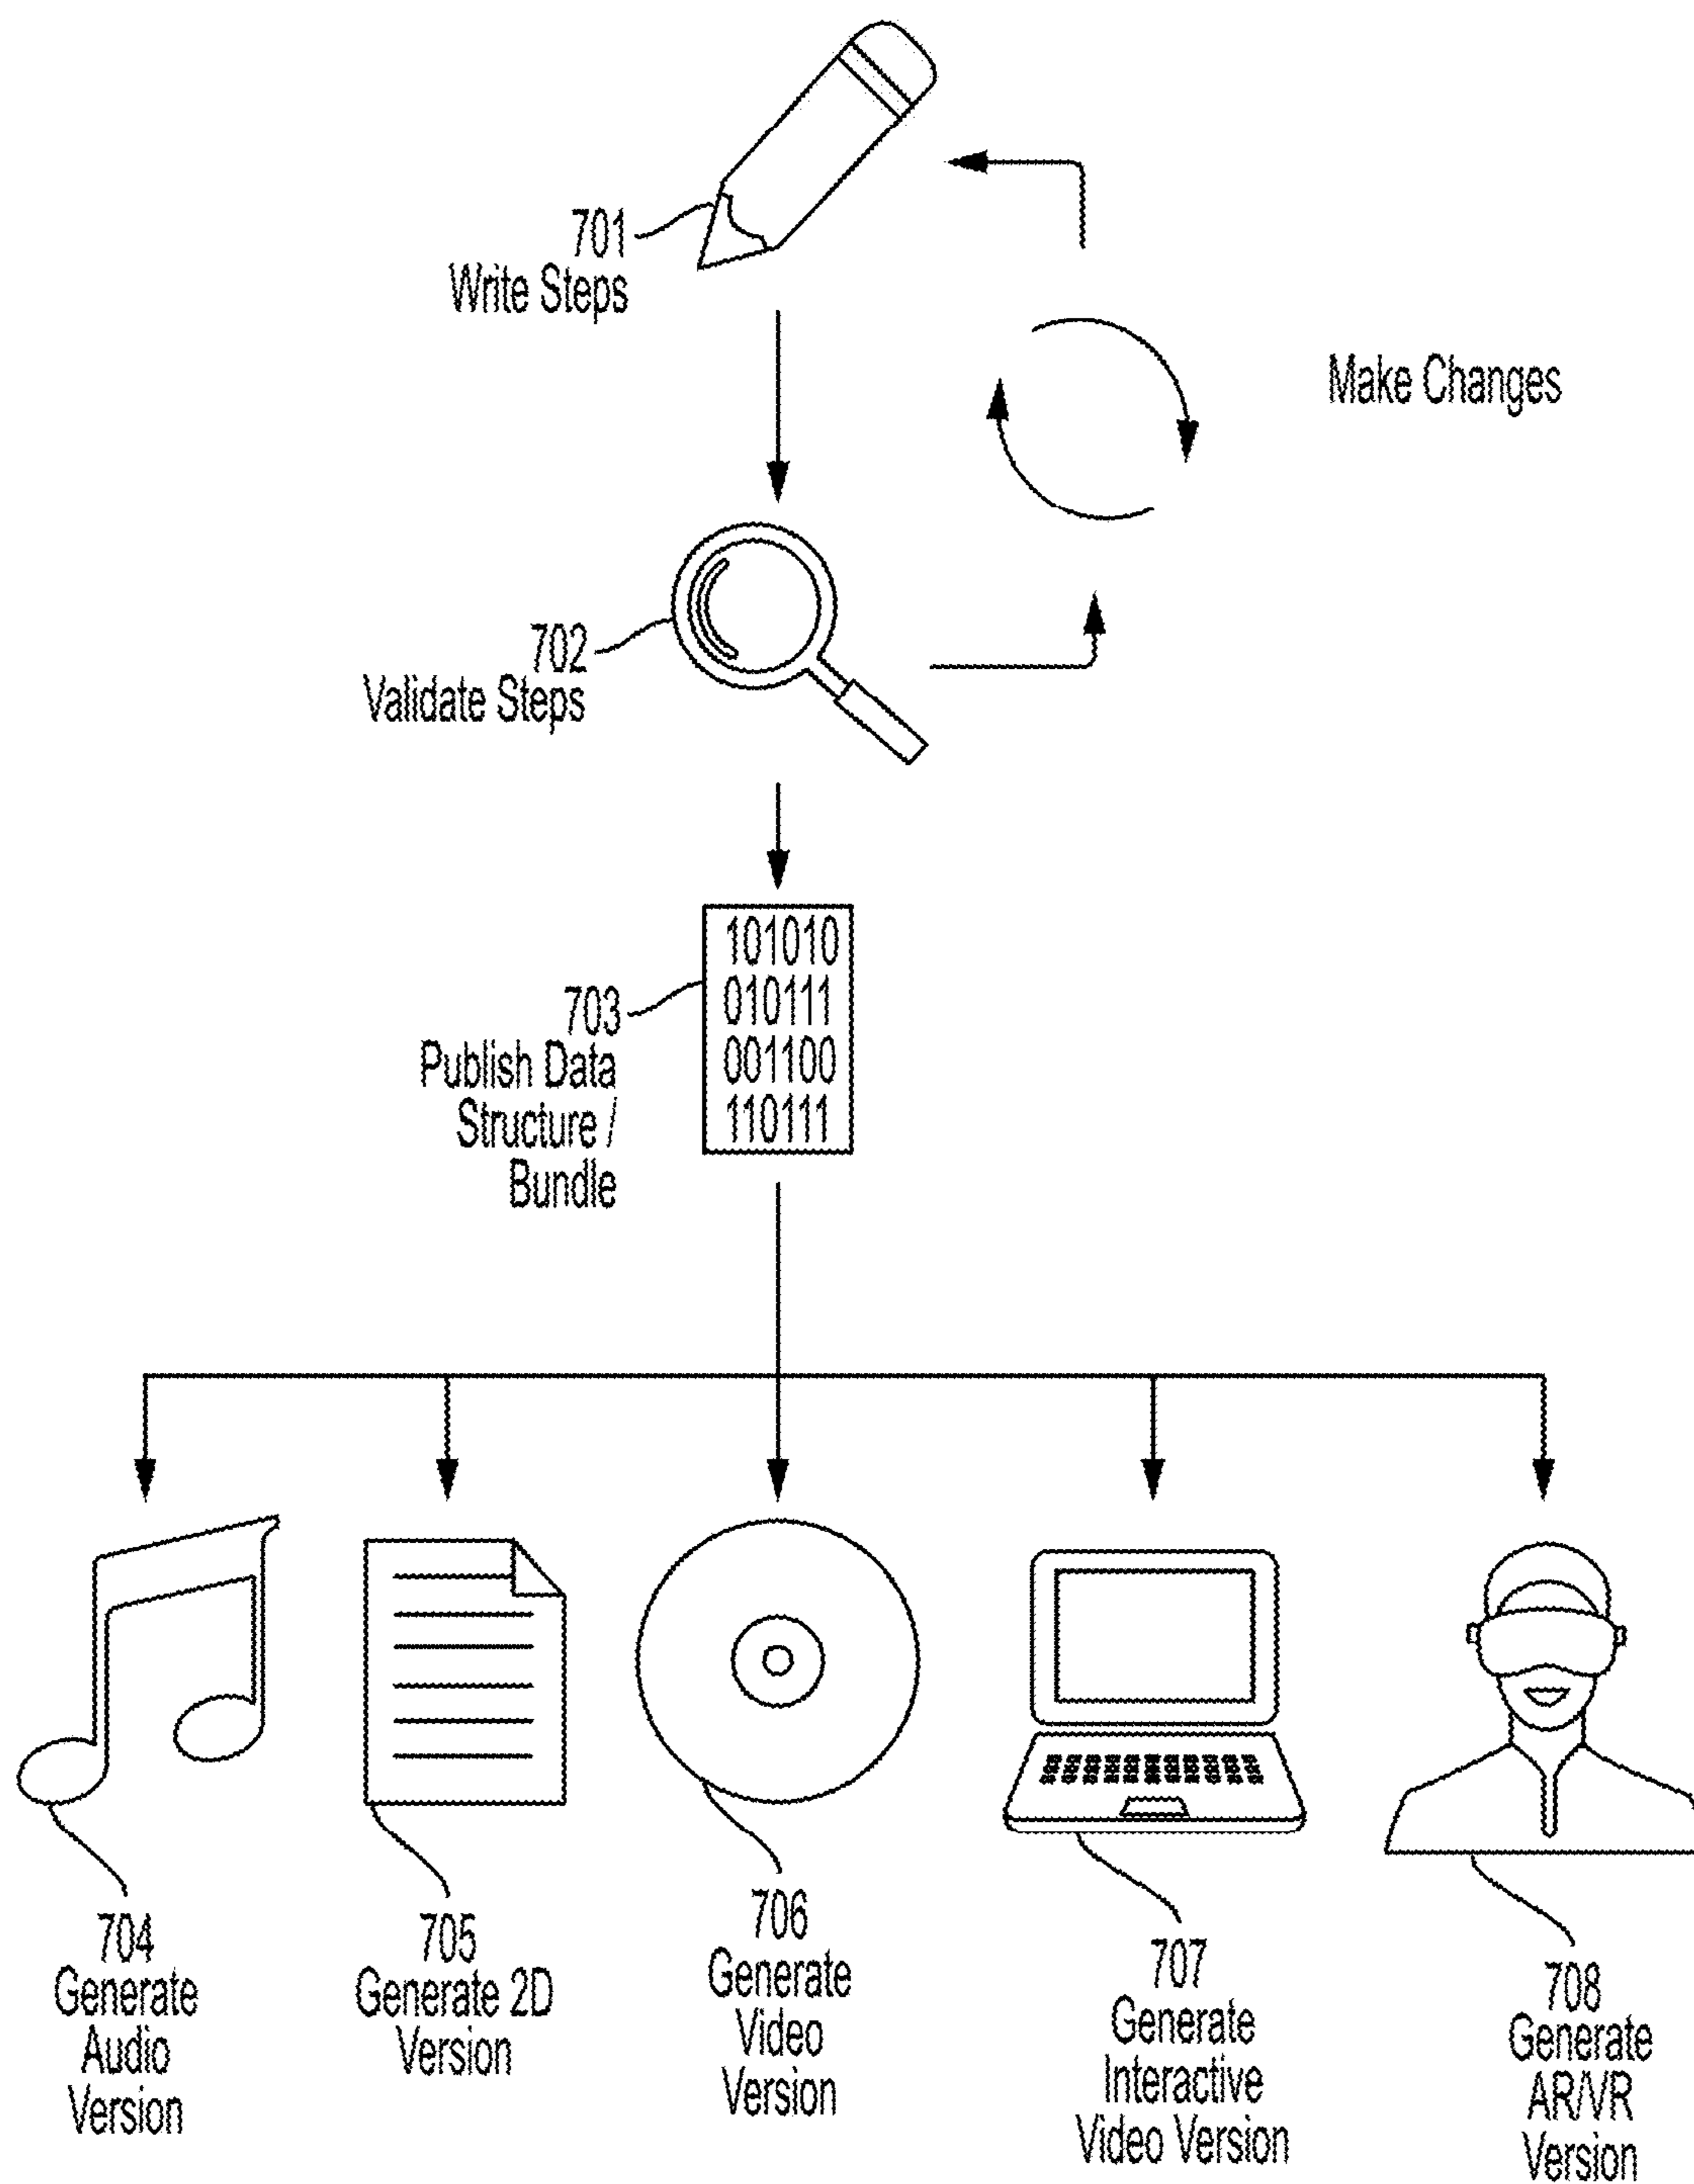 701
Write Steps
Make Changes
702
Validate Steps
101010
010111
001100
110111
703
Publish Data
Structure /
Bundle
704
Generate
Audio
Version
705
Generate 2D
Version
706
Generate
Video
Version
707
Generate
Interactive
Video Version
708
Generate
AR/VR
Version